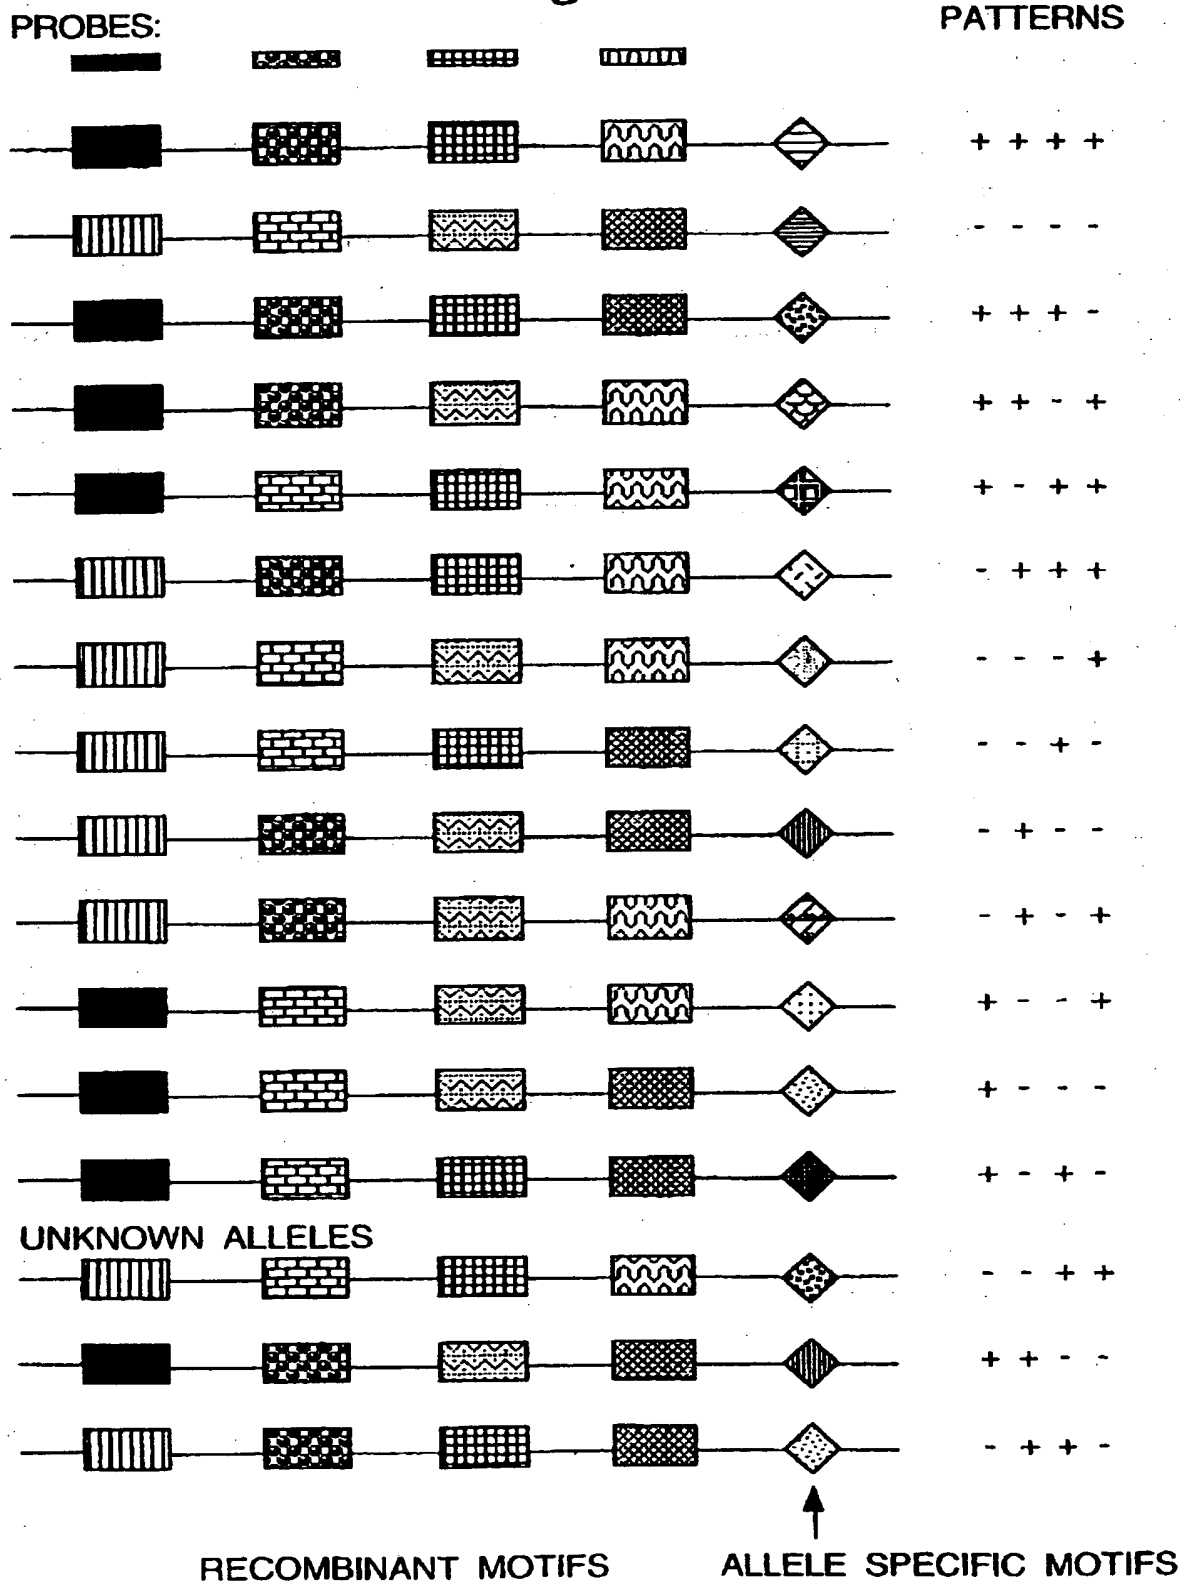 PROBES:
PATTERNS
+ + + +
- - - -
+ + + -
+ + - +
+ - + +
- + + +
- - - +
- - + -
- + - -
- + - +
+ - - +
+ - - -
+ - + -
UNKNOWN ALLELES
- - + +
+ + - -
- + + -
RECOMBINANT MOTIFS
ALLELE SPECIFIC MOTIFS